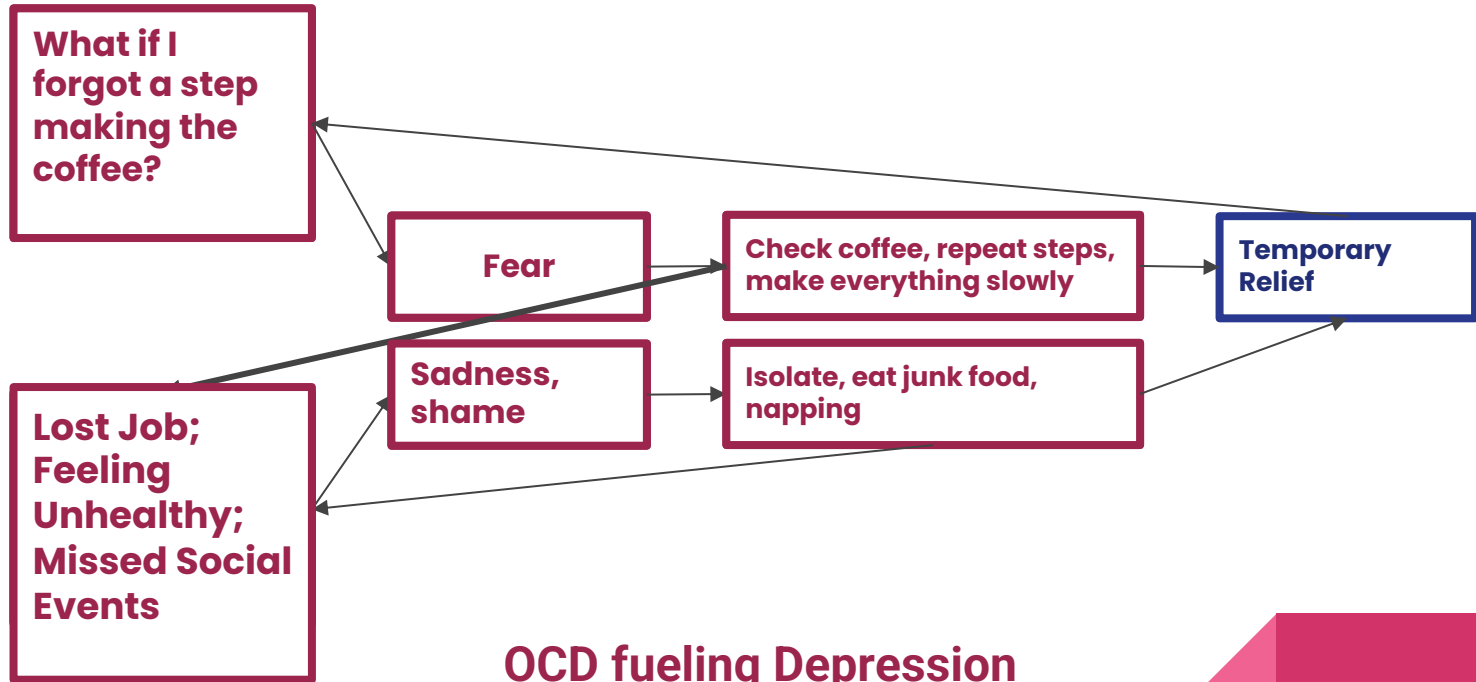 What if I
forgot a step
making the
coffee?
Fear
Check coffee, repeat steps,
make everything slowly
Temporary
Relief
Sadness,
shame
Isolate, eat junk food,
napping
Lost Job;
Feeling
Unhealthy;
Missed Social
Events
OCD fueling Depression